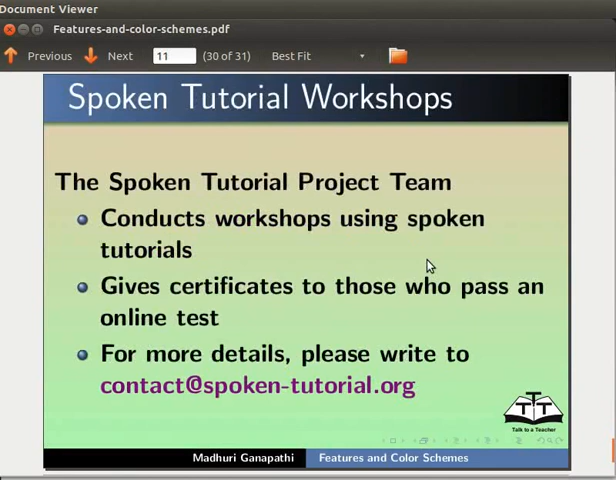 Document Viewer
Features-and-color-schemes.pdf
Previous Next 11 (30 of 31) Best Fit
Spoken Tutorial Workshops
The Spoken Tutorial Project Team
Conducts workshops using spoken
tutorials
Gives certificates to those who pass an
online test
For more details, please write to
contact@spoken-tutorial.org
T T T
Talk to a Teacher
Madhuri Ganapathi Features and Color Schemes